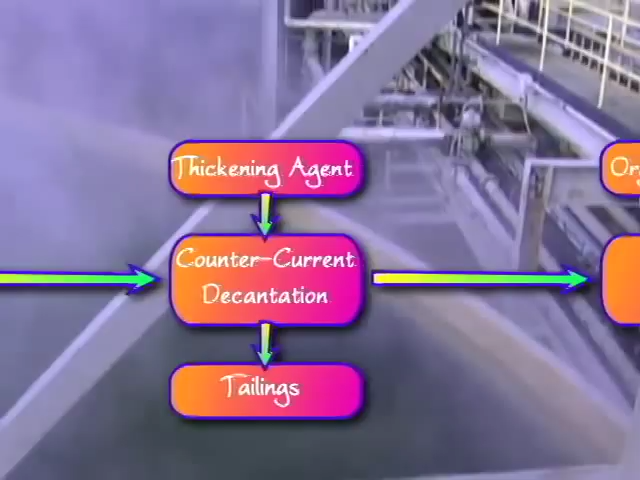 Thickening Agent
Counter-Current
Decantation
Tailings